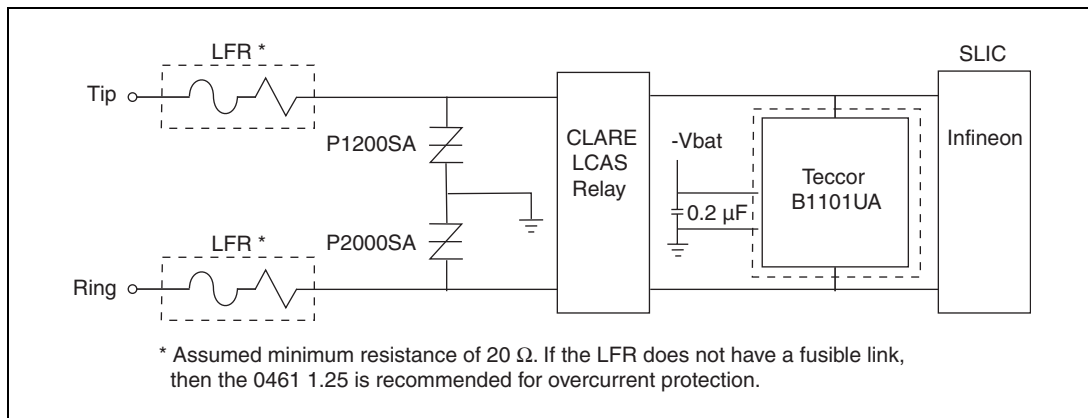 SLIC
LFR *
Tip
P1200SA
CLARE
LCAS
Relay
-Vbat
0.2 µF
Teccor
B1101UA
Infineon
LFR *
P2000SA
Ring
* Assumed minimum resistance of 20 Ω. If the LFR does not have a fusible link,
then the 0461 1.25 is recommended for overcurrent protection.